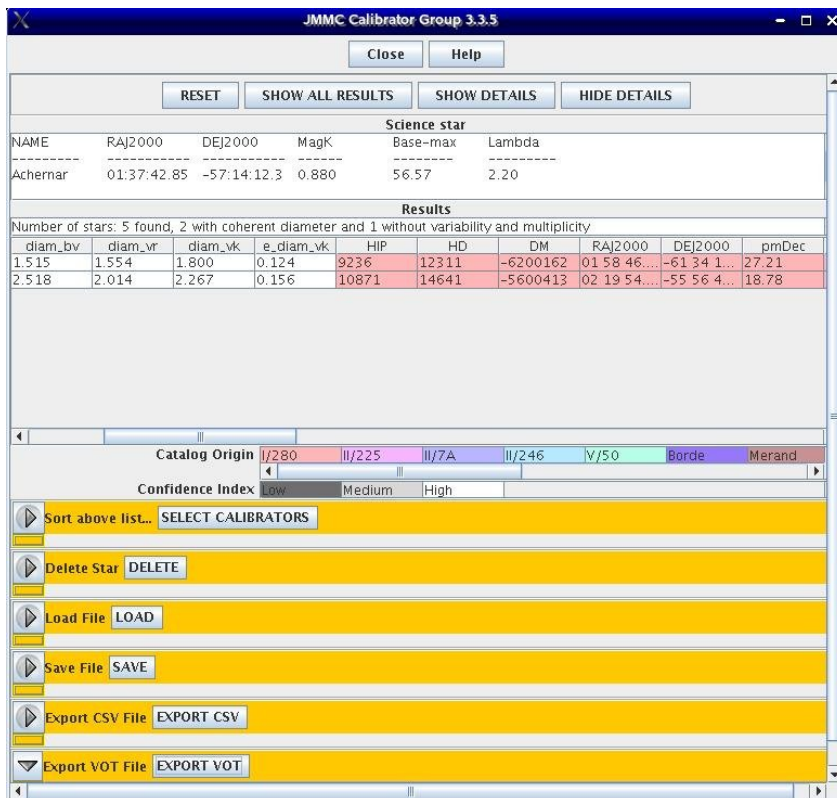 JMMC Calibrator Group 3.3.5
Close Help
RESET SHOW ALL RESULTS SHOW DETAILS HIDE DETAILS
Science star
NAME RAJ2000 DEJ2000 MagK Base-max Lambda
--------- ----------- ----------- ------ -------- ---------
Achernar 01:37:42.85 -57:14:12.3 0.880 56.57 2.20
Results
Number of stars: 5 found, 2 with coherent diameter and 1 without variability and multiplicity
diam_bv diam_vr diam_vk e_diam_vk HIP HD DM RAJ2000 DEJ2000 pmDec
1.515 1.554 1.800 0.124 9236 12311 -6200162 01 58 46.... -61 34 1... 27.21
2.518 2.014 2.267 0.156 10871 14641 -5600413 02 19 54.... -55 56 4... 18.78
Catalog Origin I/280 II/225 II/7A II/246 V/50 Borde Merand
Confidence Index Low Medium High
Sort above list... SELECT CALIBRATORS
Delete Star DELETE
Load File LOAD
Save File SAVE
Export CSV File EXPORT CSV
Export VOT File EXPORT VOT